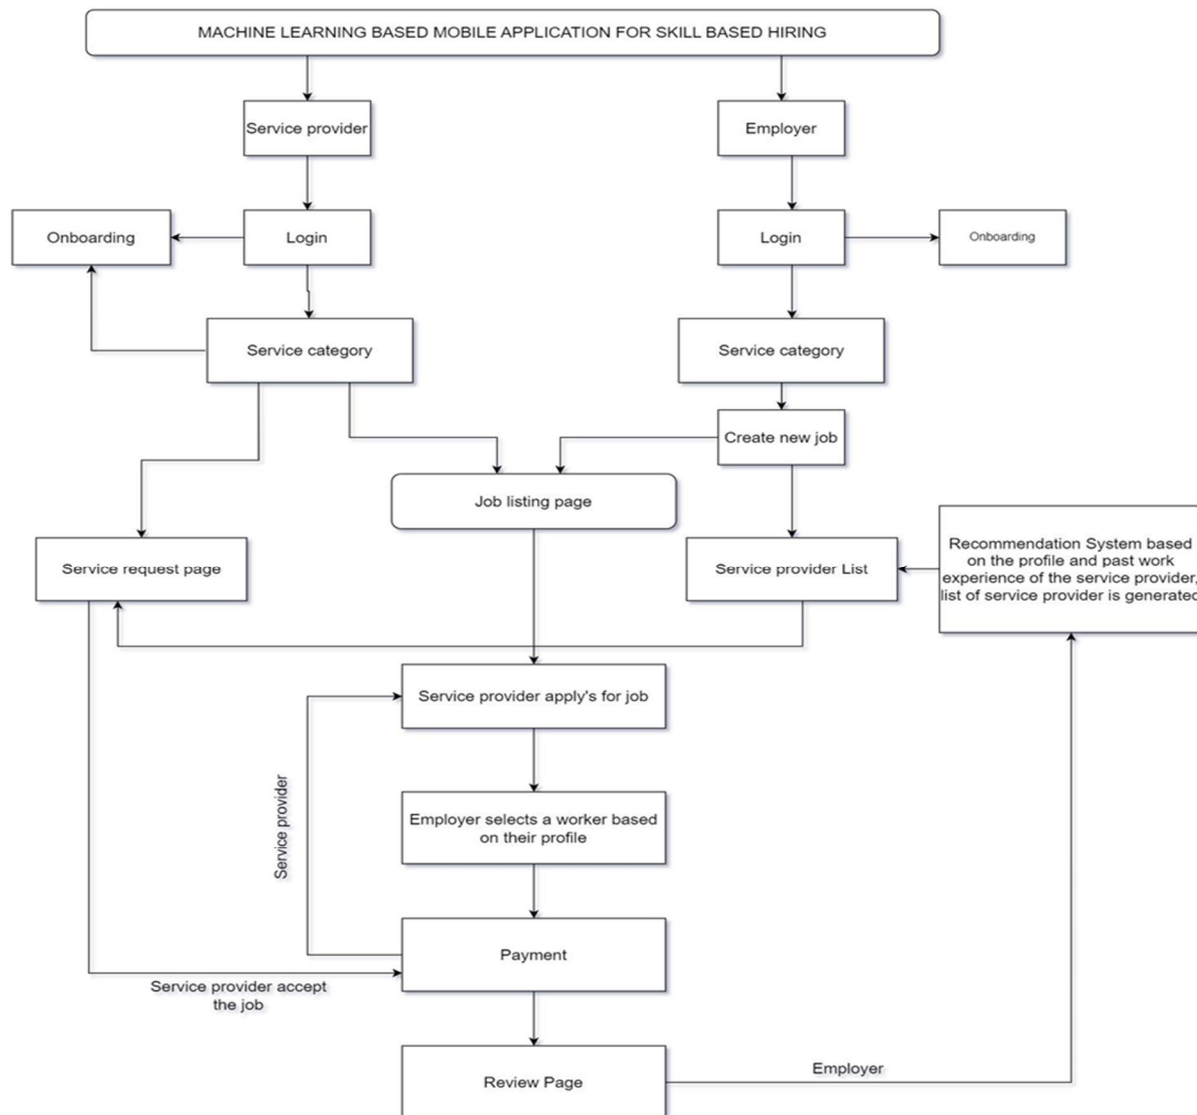 MACHINE LEARNING BASED MOBILE APPLICATION FOR SKILL BASED HIRING
Service provider
Employer
Onboarding
Login
Login
Onboarding
Service category
Service category
Create new job
Job listing page
Service request page
Service provider List
Recommendation System based
on the profile and past work
experience of the service provider,
list of service provider is generated
Service provider apply's for job
Service provider
Employer selects a worker based
on their profile
Payment
Service provider accept
the job
Review Page
Employer